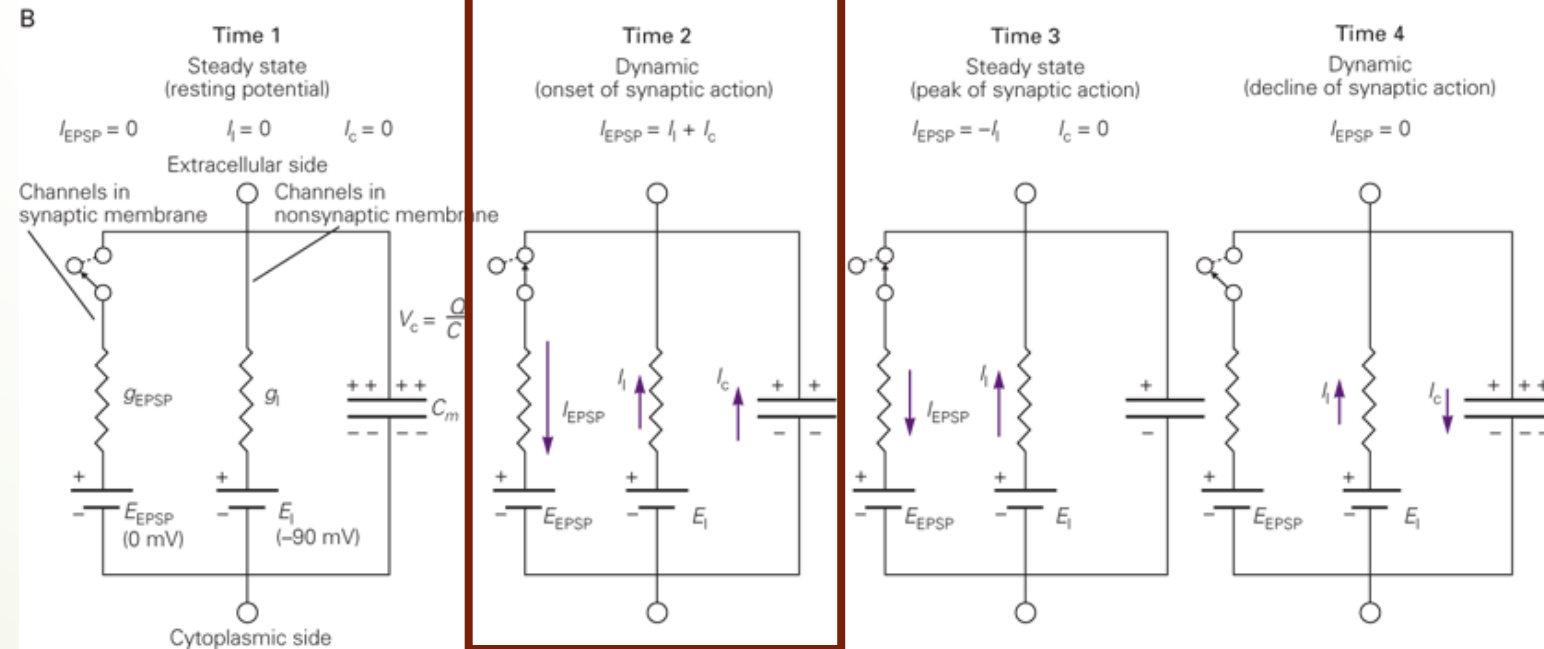 B
Time 1
Steady state
(resting potential)
I_EPSP = 0 I_l = 0 I_c = 0
Extracellular side
Channels in
synaptic membrane
Channels in
nonsynaptic membrane
V_c = Q/C
g_EPSP
g_l
+ + + +
C_m
– – – –
+
–
E_EPSP
(0 mV)
+
–
E_l
(–90 mV)
Cytoplasmic side
Time 2
Dynamic
(onset of synaptic action)
I_EPSP = I_l + I_c
I_EPSP
I_l
I_c
+ +
– –
+
–
E_EPSP
+
–
E_l
Time 3
Steady state
(peak of synaptic action)
I_EPSP = –I_l I_c = 0
I_EPSP
I_l
+
–
+
–
E_EPSP
+
–
E_l
Time 4
Dynamic
(decline of synaptic action)
I_EPSP = 0
I_l
I_c
+ + +
– – –
+
–
E_EPSP
+
–
E_l